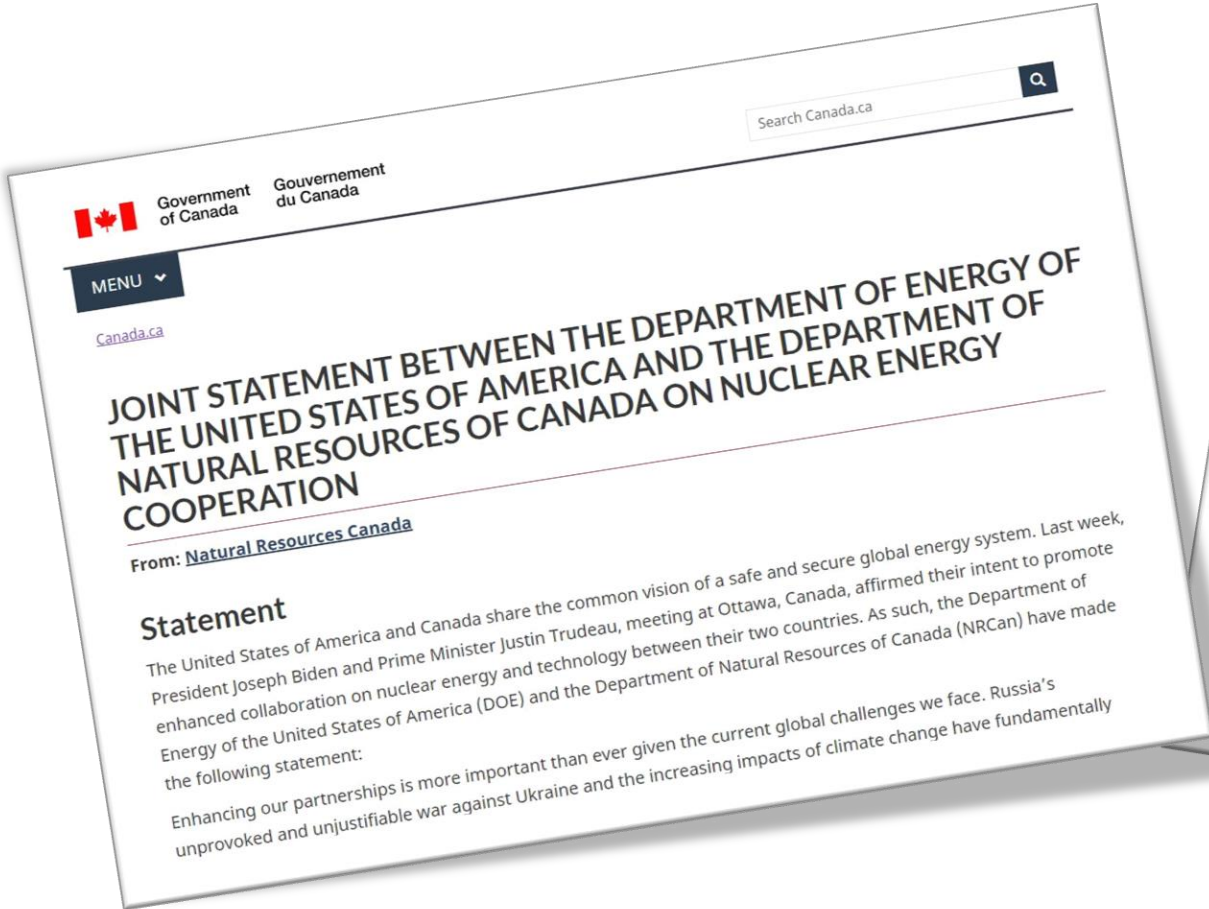 Search Canada.ca
Government Gouvernement
of Canada du Canada
MENU
Canada.ca
JOINT STATEMENT BETWEEN THE DEPARTMENT OF ENERGY OF
THE UNITED STATES OF AMERICA AND THE DEPARTMENT OF
NATURAL RESOURCES OF CANADA ON NUCLEAR ENERGY
COOPERATION
From: Natural Resources Canada
Statement
The United States of America and Canada share the common vision of a safe and secure global energy system. Last week,
President Joseph Biden and Prime Minister Justin Trudeau, meeting at Ottawa, Canada, affirmed their intent to promote
enhanced collaboration on nuclear energy and technology between their two countries. As such, the Department of
Energy of the United States of America (DOE) and the Department of Natural Resources of Canada (NRCan) have made
the following statement:
Enhancing our partnerships is more important than ever given the current global challenges we face. Russia's
unprovoked and unjustifiable war against Ukraine and the increasing impacts of climate change have fundamentally